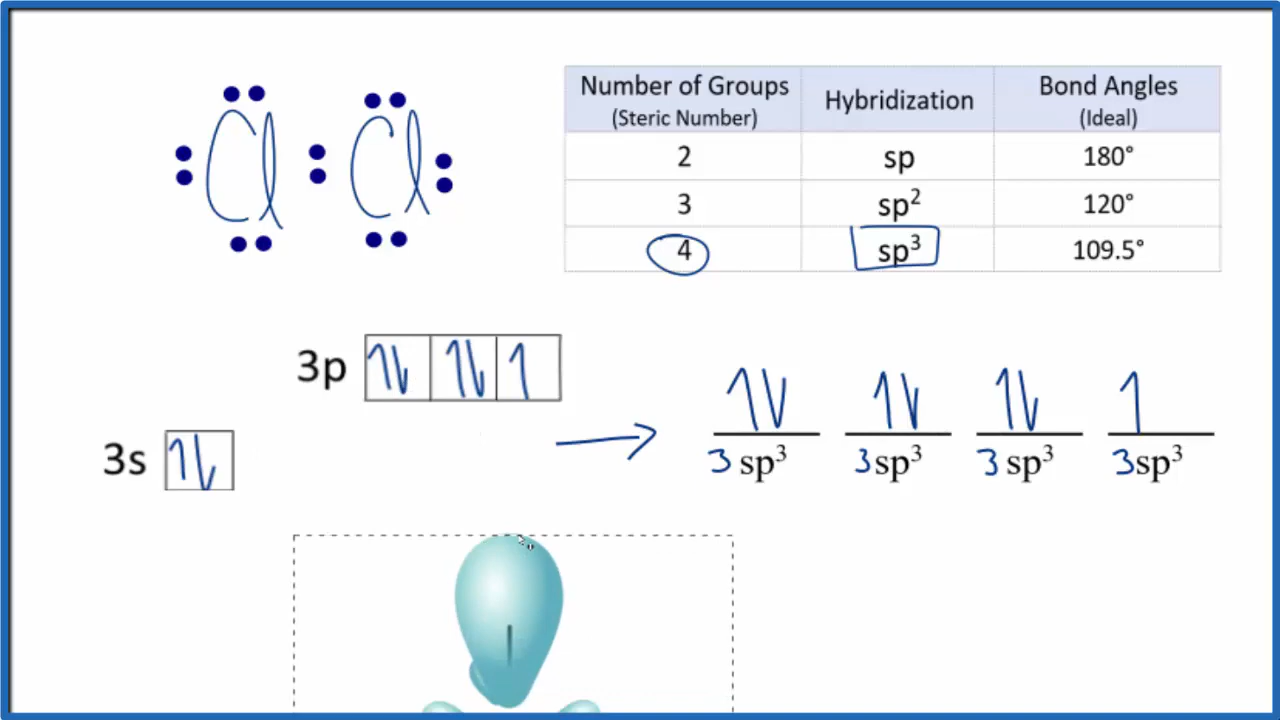 Cl Cl
Number of Groups Hybridization Bond Angles
(Steric Number) (Ideal)
2 sp 180°
3 sp² 120°
4 sp³ 109.5°
3p ↿⇂ ↿⇂ ↿
3s ↿⇂
↿⇂ ↿⇂ ↿⇂ ↿
3sp³ 3sp³ 3sp³ 3sp³